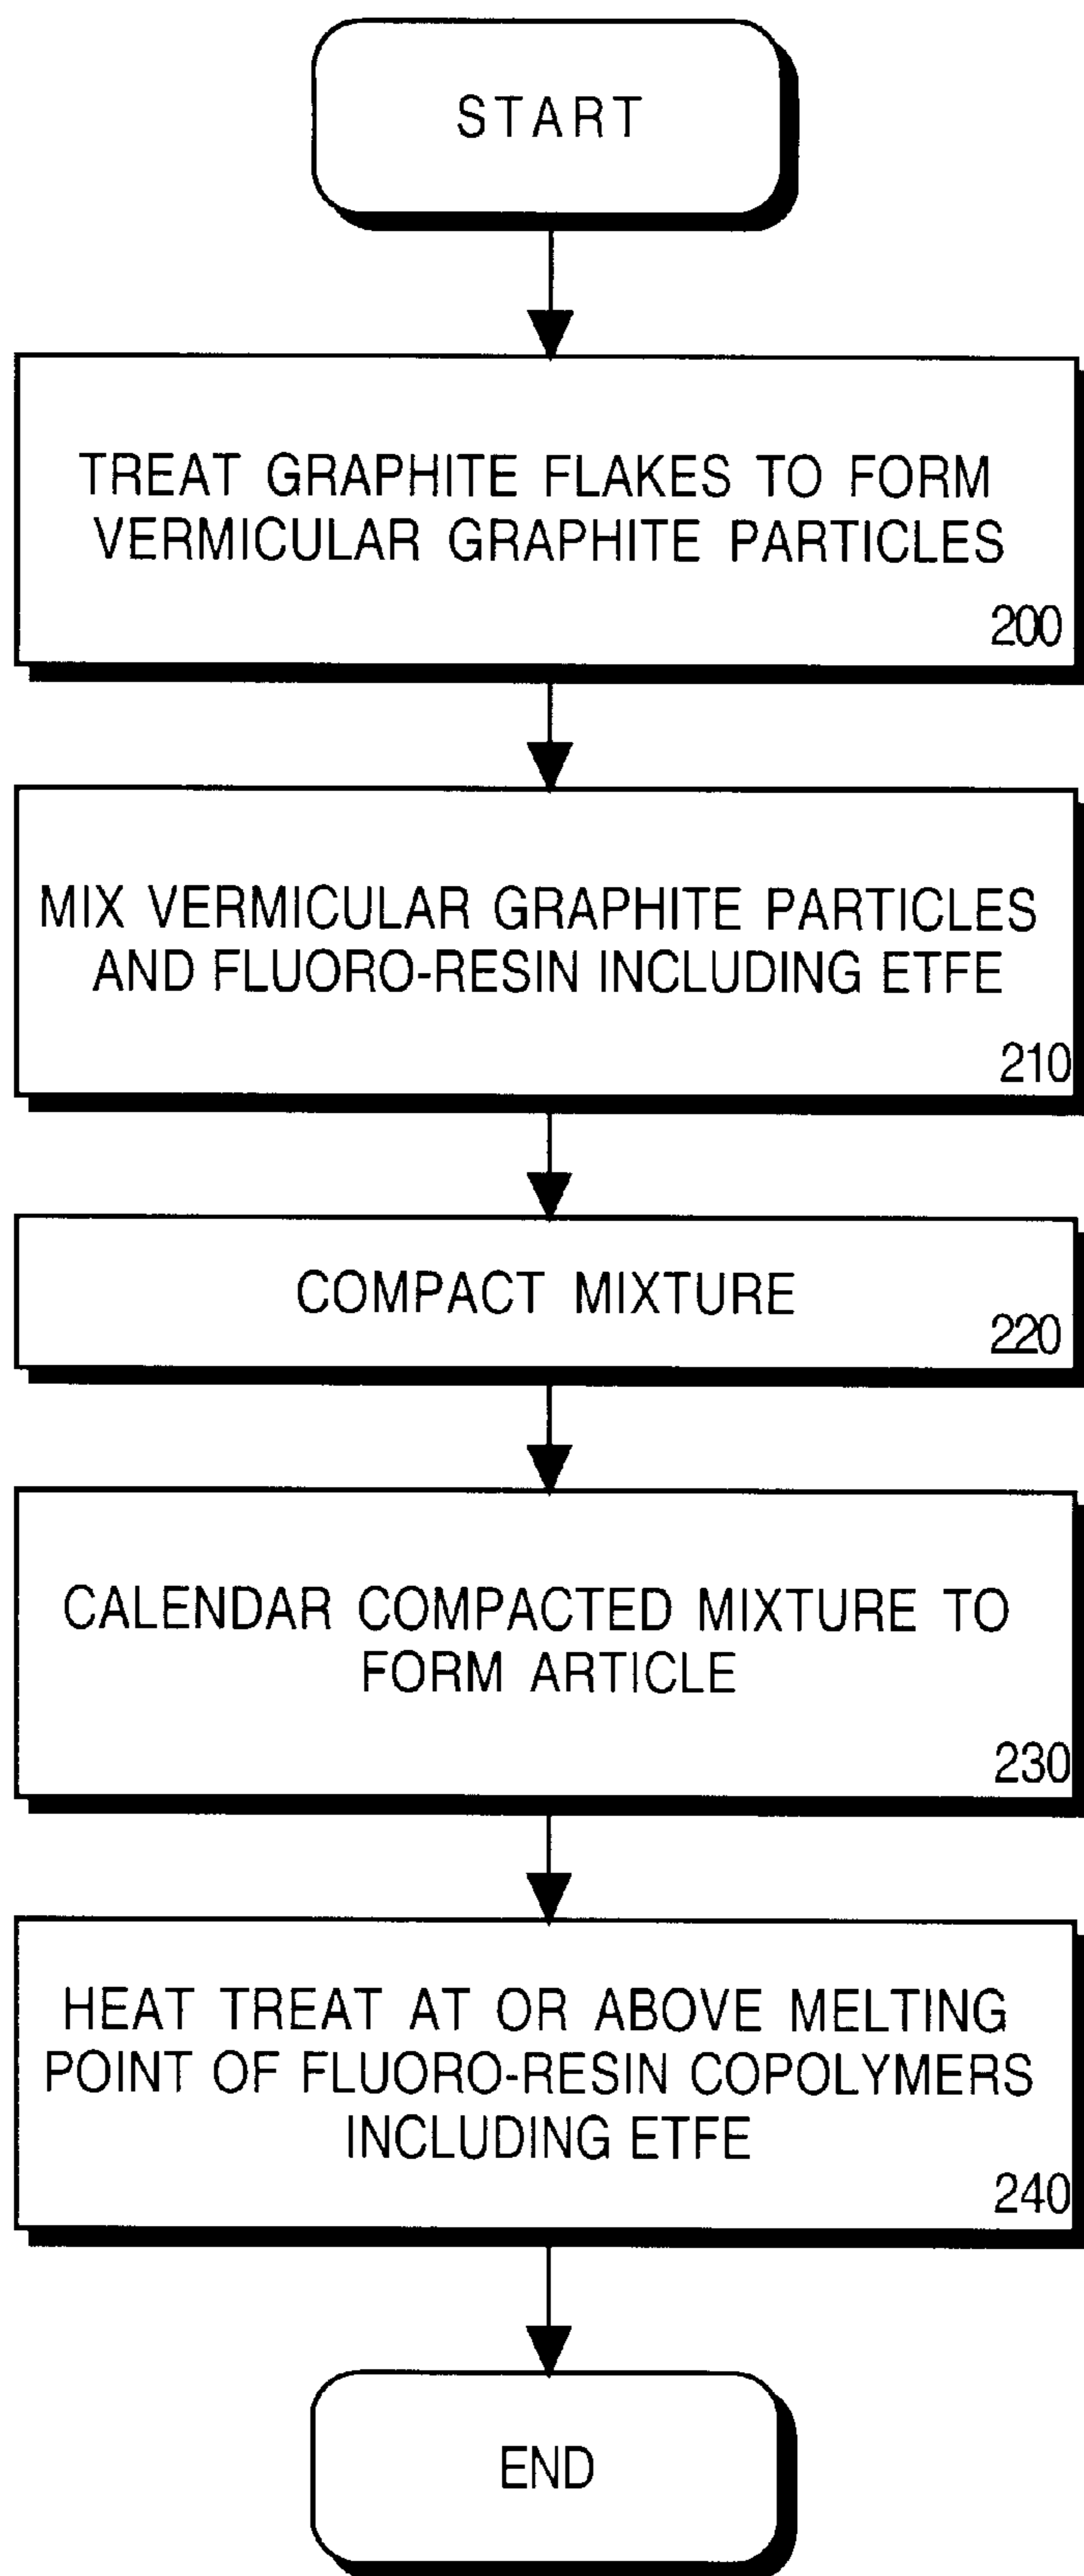 START
TREAT GRAPHITE FLAKES TO FORM
VERMICULAR GRAPHITE PARTICLES
200
MIX VERMICULAR GRAPHITE PARTICLES
AND FLUORO-RESIN INCLUDING ETFE
210
COMPACT MIXTURE
220
CALENDAR COMPACTED MIXTURE TO
FORM ARTICLE
230
HEAT TREAT AT OR ABOVE MELTING
POINT OF FLUORO-RESIN COPOLYMERS
INCLUDING ETFE
240
END